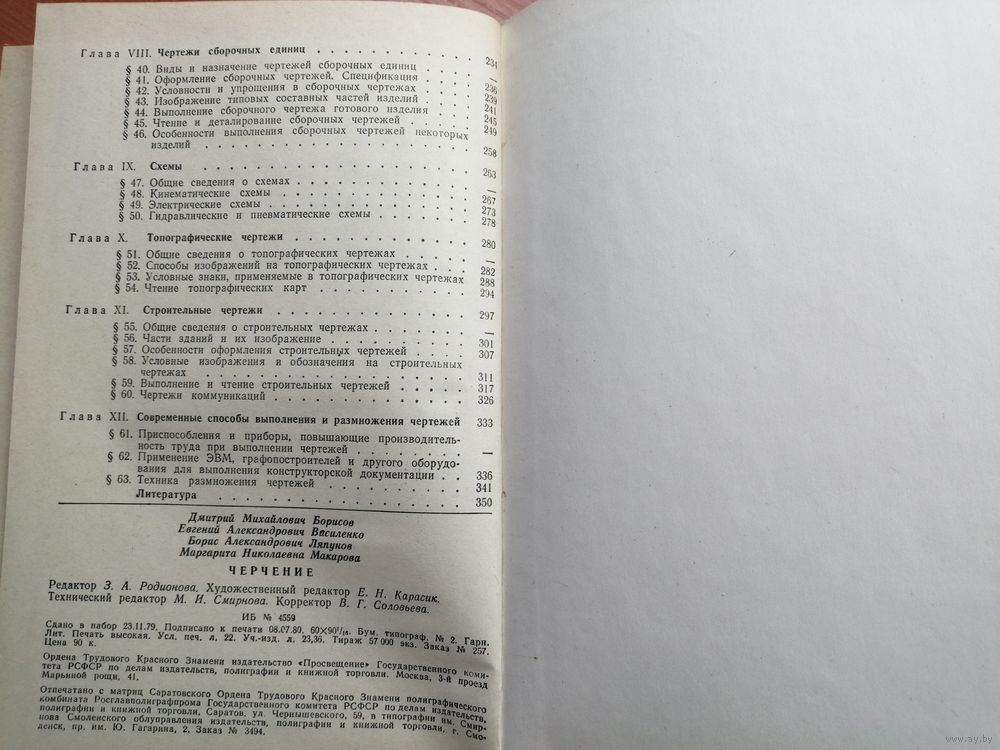 Глава VIII. Чертежи сборочных единиц . . . . . . . . . . 234
§ 40. Виды и назначение чертежей сборочных единиц . . . . —
§ 41. Оформление сборочных чертежей. Спецификация . . . 236
§ 42. Условности и упрощения в сборочных чертежах . . . . 239
§ 43. Изображение типовых составных частей изделий . . . 241
§ 44. Выполнение сборочного чертежа готового изделия . . . 245
§ 45. Чтение и деталирование сборочных чертежей . . . . . 249
§ 46. Особенности выполнения сборочных чертежей некоторых
изделий . . . . . . . . . . . . . . . . . 258
Глава IX. Схемы . . . . . . . . . . . . . . . . 263
§ 47. Общие сведения о схемах . . . . . . . . . . . . —
§ 48. Кинематические схемы . . . . . . . . . . . . . 267
§ 49. Электрические схемы . . . . . . . . . . . . . 273
§ 50. Гидравлические и пневматические схемы . . . . . . 278
Глава X. Топографические чертежи . . . . . . . . . . . 280
§ 51. Общие сведения о топографических чертежах . . . . . —
§ 52. Способы изображений на топографических чертежах . . . 282
§ 53. Условные знаки, применяемые в топографических чертежах 288
§ 54. Чтение топографических карт . . . . . . . . . . . 294
Глава XI. Строительные чертежи . . . . . . . . . . . . 297
§ 55. Общие сведения о строительных чертежах . . . . . . —
§ 56. Части зданий и их изображение . . . . . . . . . . 301
§ 57. Особенности оформления строительных чертежей . . . . 307
§ 58. Условные изображения и обозначения на строительных
чертежах . . . . . . . . . . . . . . . . . 311
§ 59. Выполнение и чтение строительных чертежей . . . . . 317
§ 60. Чертежи коммуникаций . . . . . . . . . . . . . 326
Глава XII. Современные способы выполнения и размножения чертежей 333
§ 61. Приспособления и приборы, повышающие производитель-
ность труда при выполнении чертежей . . . . . . . . —
§ 62. Применение ЭВМ, графопостроителей и другого оборудо-
вания для выполнения конструкторской документации . . 336
§ 63. Техника размножения чертежей . . . . . . . . . . 341
Литература . . . . . . . . . . . . . . . . . 350
Дмитрий Михайлович Борисов
Евгений Александрович Василенко
Борис Александрович Ляпунов
Маргарита Николаевна Макарова
ЧЕРЧЕНИЕ
Редактор З. А. Родионова. Художественный редактор Е. Н. Карасик.
Технический редактор М. И. Смирнова. Корректор В. Г. Соловьева.
ИБ № 4559
Сдано в набор 23.11.79. Подписано к печати 08.07.80. 60×90¹/₁₆. Бум. типограф. № 2. Гарн.
Лит. Печать высокая. Усл. печ. л. 22. Уч.-изд. л. 23,36. Тираж 57 000 экз. Заказ № 257.
Цена 90 к.
Ордена Трудового Красного Знамени издательство «Просвещение» Государственного коми-
тета РСФСР по делам издательств, полиграфии и книжной торговли. Москва, 3-й проезд
Марьиной рощи, 41.
Отпечатано с матриц Саратовского Ордена Трудового Красного Знамени полиграфического
комбината Росглавполиграфпрома Государственного комитета РСФСР по делам издательств,
полиграфии и книжной торговли, Саратов, ул. Чернышевского, 59, в типографии им. Смир-
нова Смоленского облуправления издательств, полиграфии и книжной торговли, г. Смо-
ленск, пр. им. Ю. Гагарина, 2. Заказ № 3494.
www.ay.by